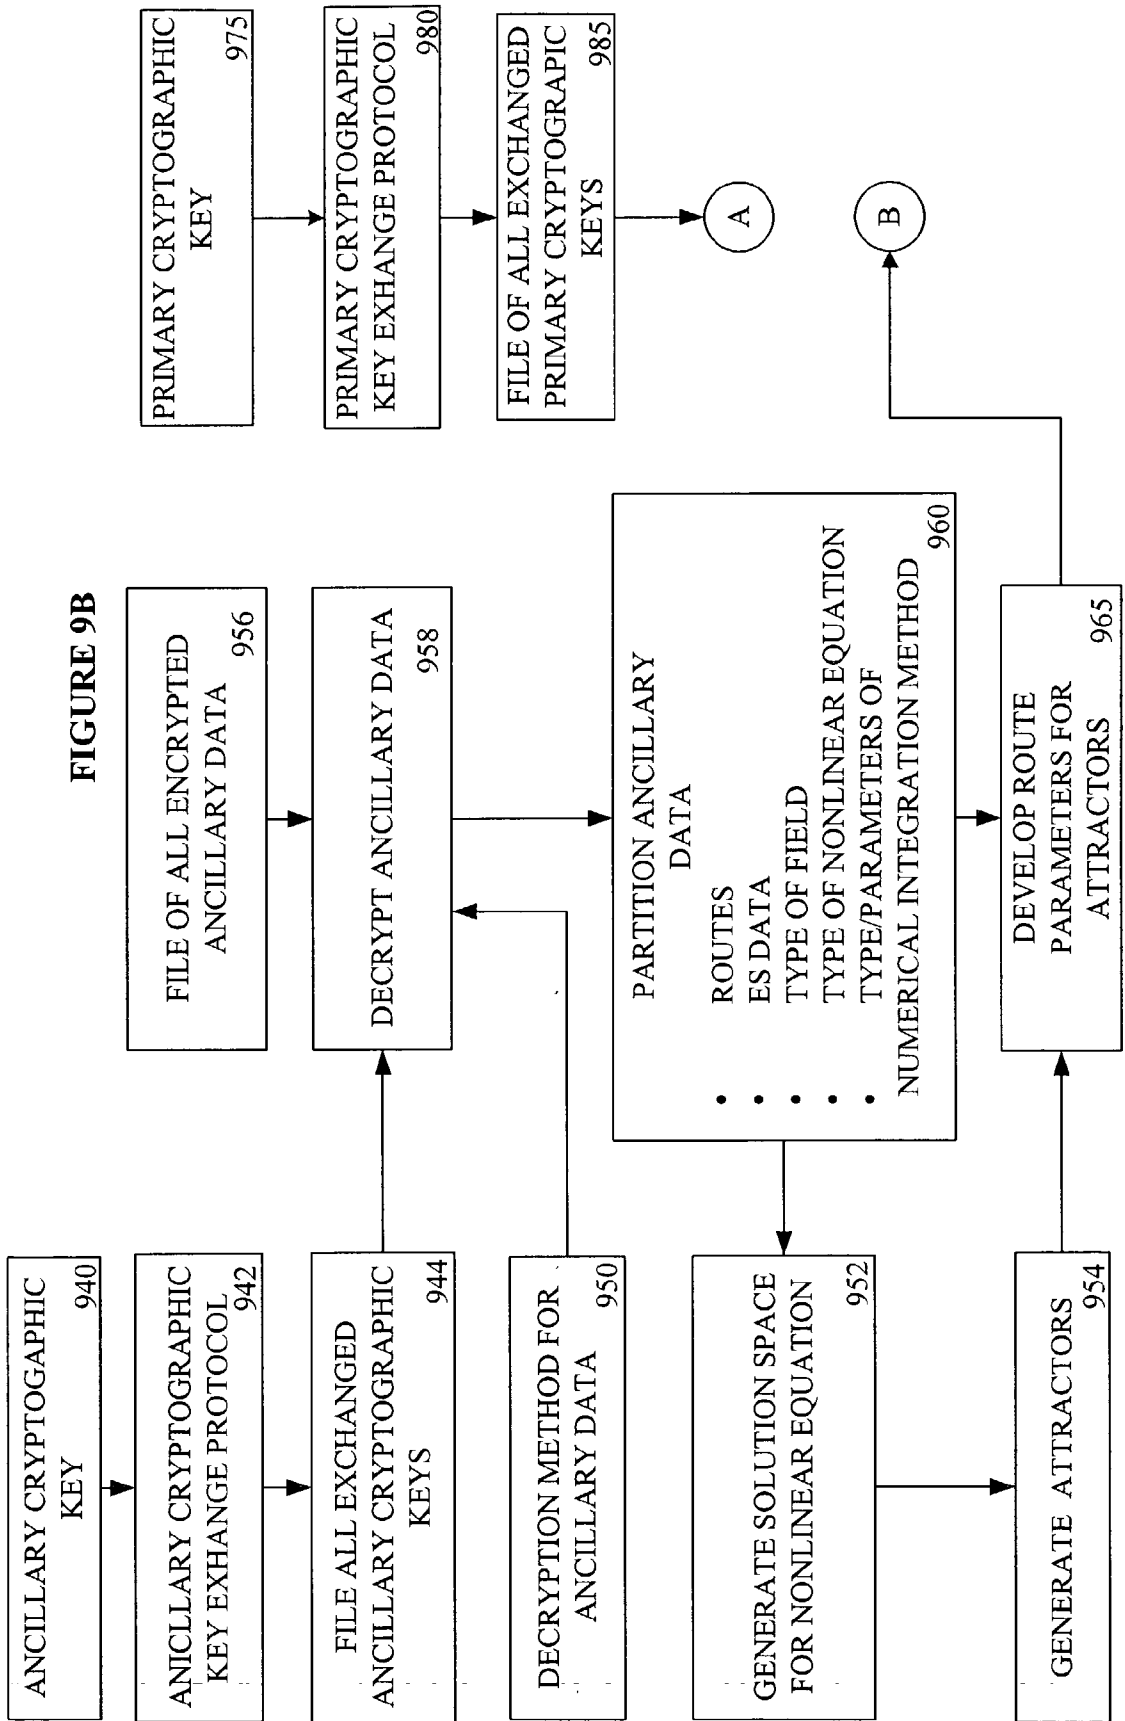 FIGURE 9B
ANCILLARY CRYPTOGAPHIC
KEY
940
ANICLLARY CRYPTOGRAPHIC
KEY EXHANGE PROTOCOL
942
FILE ALL EXCHANGED
ANCILLARY CRYPTOGRAPHIC
KEYS
944
DECRYPTION METHOD FOR
ANCILLARY DATA
950
GENERATE SOLUTION SPACE
FOR NONLINEAR EQUATION
952
GENERATE ATTRACTORS
954
FILE OF ALL ENCRYPTED
ANCILLARY DATA
956
DECRYPT ANCILLARY DATA
958
PARTITION ANCILLARY
DATA
• ROUTES
• ES DATA
• TYPE OF FIELD
• TYPE OF NONLINEAR EQUATION
• TYPE/PARAMETERS OF
NUMERICAL INTEGRATION METHOD
960
DEVELOP ROUTE
PARAMETERS FOR
ATTRACTORS
965
PRIMARY CRYPTOGRAPHIC
KEY
975
PRIMARY CRYPTOGRAPHIC
KEY EXHANGE PROTOCOL
980
FILE OF ALL EXCHANGED
PRIMARY CRYPTOGRAPIC
KEYS
985
A
B